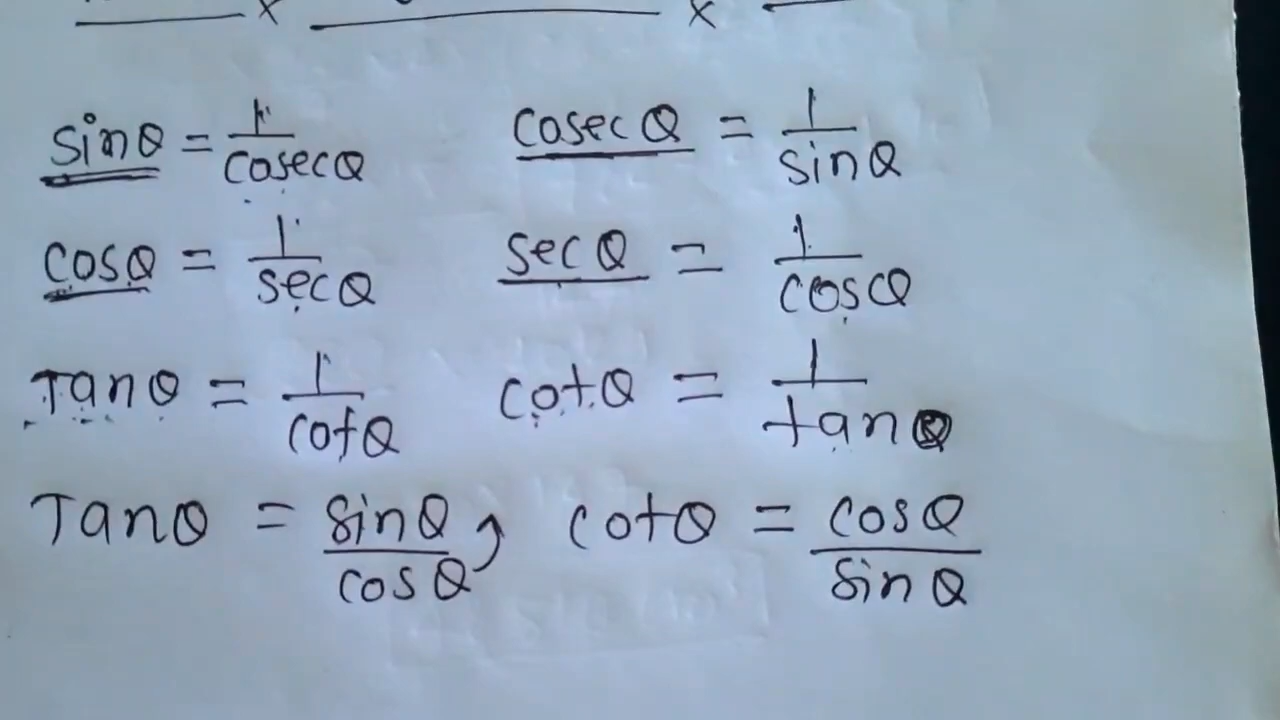 × ×
sinθ = 1/cosecθ cosecθ = 1/sinθ
cosθ = 1/secθ secθ = 1/cosθ
Tanθ = 1/cotθ cotθ = 1/tanθ
Tanθ = sinθ/cosθ, cotθ = cosθ/sinθ